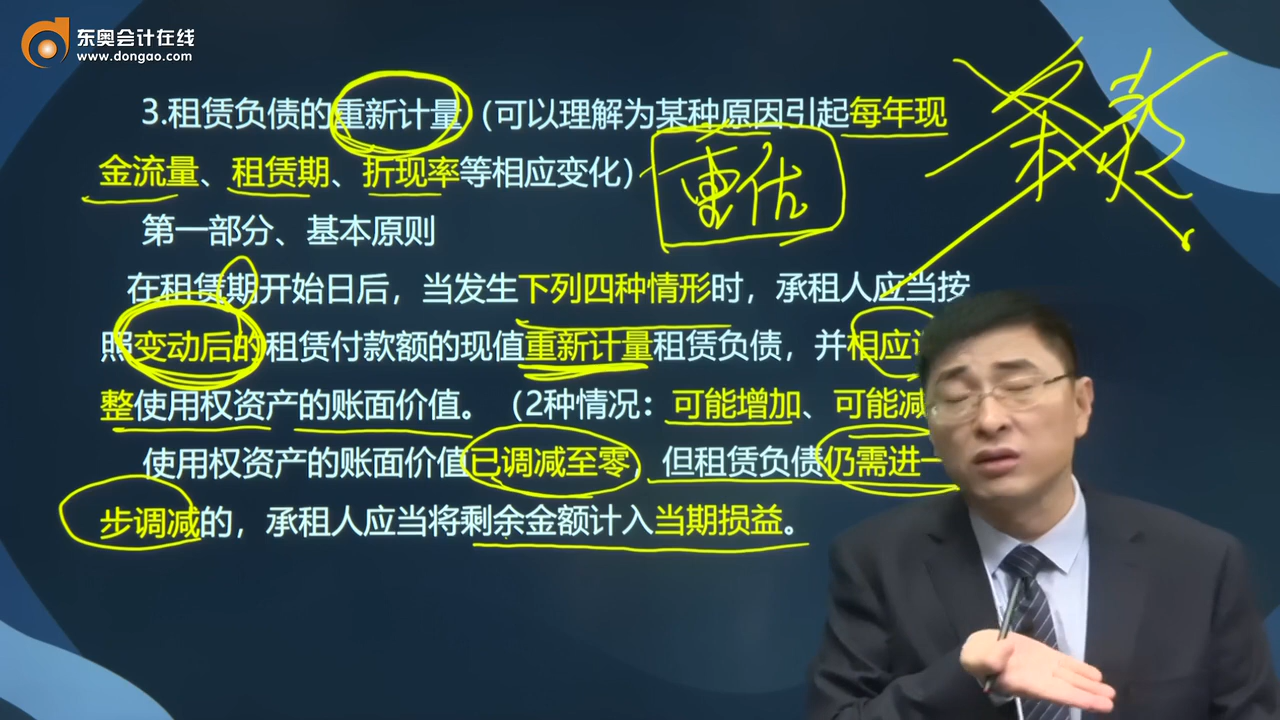 东奥会计在线
www.dongao.com
3.租赁负债的重新计量（可以理解为某种原因引起每年现
金流量、租赁期、折现率等相应变化）
重估
条款
第一部分、基本原则
在租赁期开始日后，当发生下列四种情形时，承租人应当按
照变动后的租赁付款额的现值重新计量租赁负债，并相应调
整使用权资产的账面价值。（2种情况：可能增加、可能减
使用权资产的账面价值已调减至零，但租赁负债仍需进一
步调减的，承租人应当将剩余金额计入当期损益。